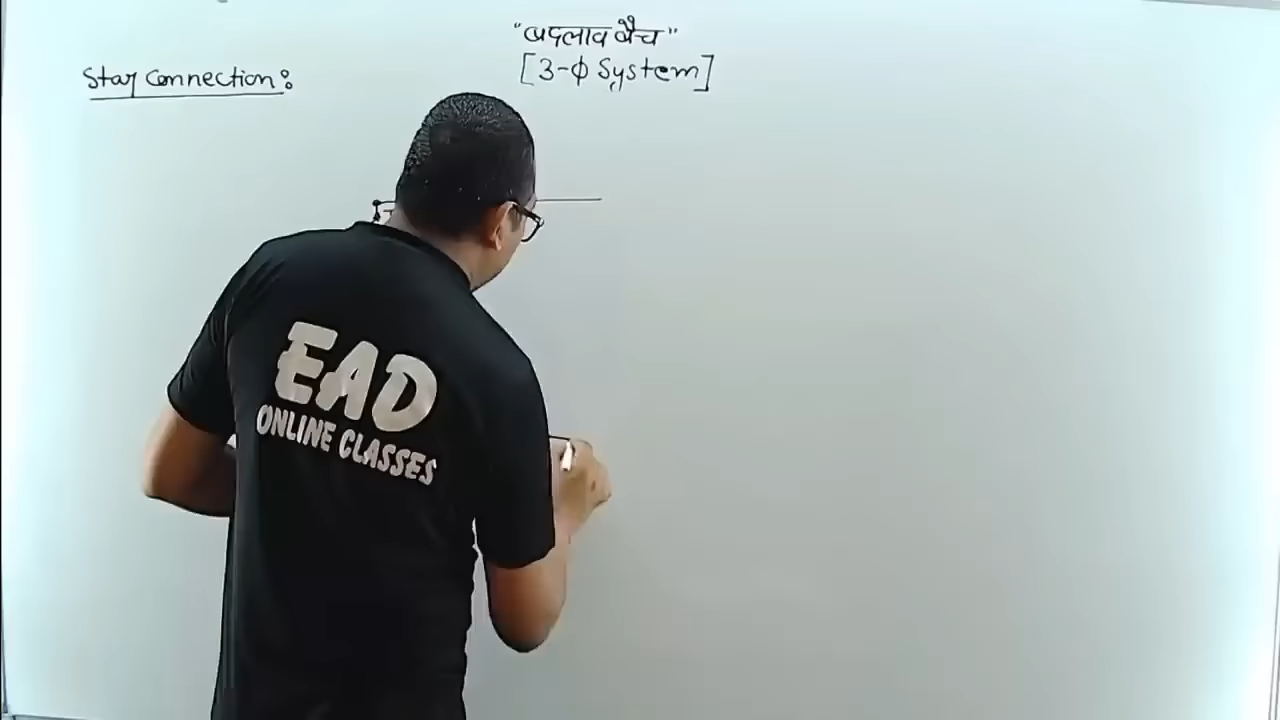 "बदलाव बैच"
[3-ϕ System]
Star Connection:
EAD
ONLINE CLASSES